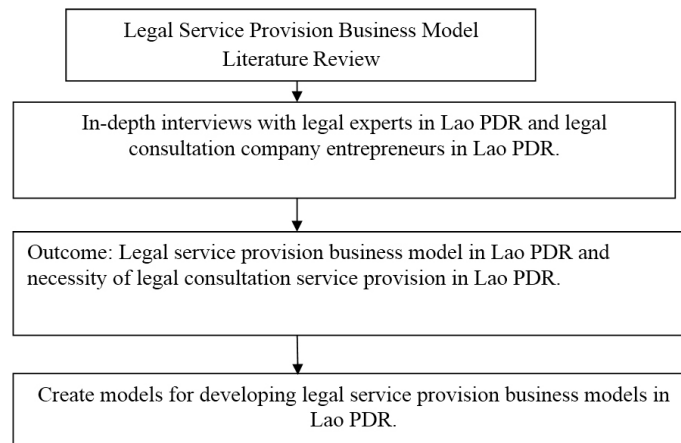 Legal Service Provision Business Model
Literature Review
In-depth interviews with legal experts in Lao PDR and legal
consultation company entrepreneurs in Lao PDR.
Outcome: Legal service provision business model in Lao PDR and
necessity of legal consultation service provision in Lao PDR.
Create models for developing legal service provision business models in
Lao PDR.